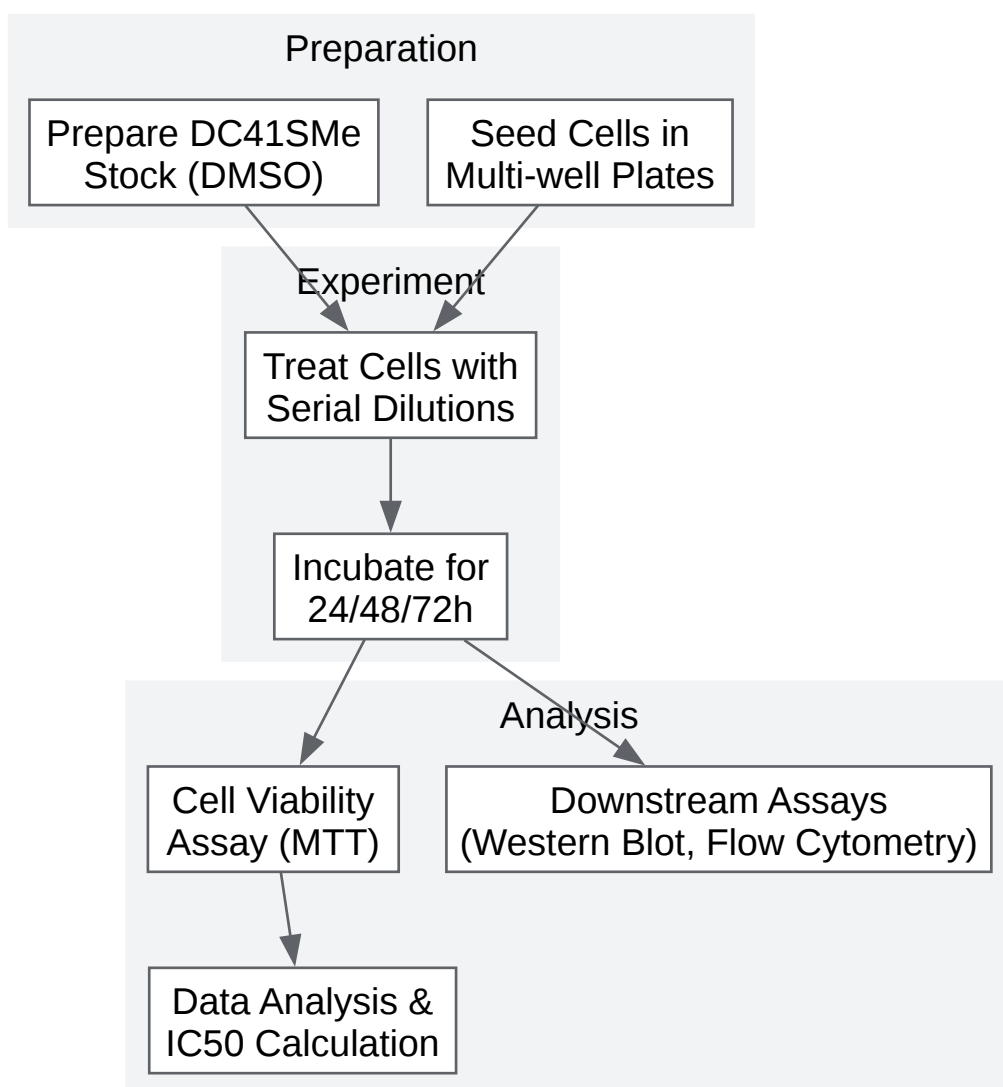 Preparation
Prepare DC41SMe
Stock (DMSO)
Seed Cells in
Multi-well Plates
Experiment
Treat Cells with
Serial Dilutions
Incubate for
24/48/72h
Analysis
Cell Viability
Assay (MTT)
Downstream Assays
(Western Blot, Flow Cytometry)
Data Analysis &
IC50 Calculation